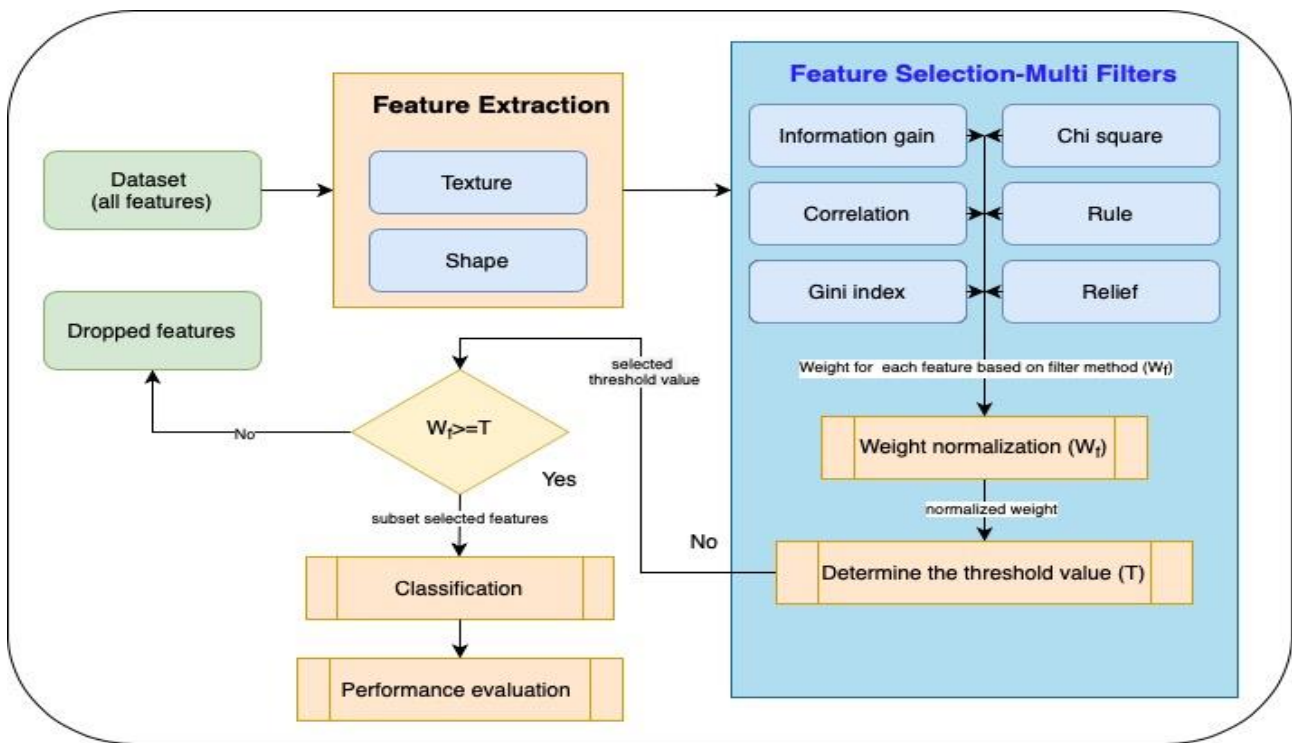 Feature Selection-Multi Filters
Feature Extraction
Information gain
Chi square
Dataset
(all features)
Texture
Correlation
Rule
Shape
Gini index
Relief
Dropped features
selected
threshold value
Weight for each feature based on filter method (Wf)
Wf>=T
No
Weight normalization (Wf)
Yes
subset selected features
normalized weight
No
Determine the threshold value (T)
Classification
Performance evaluation